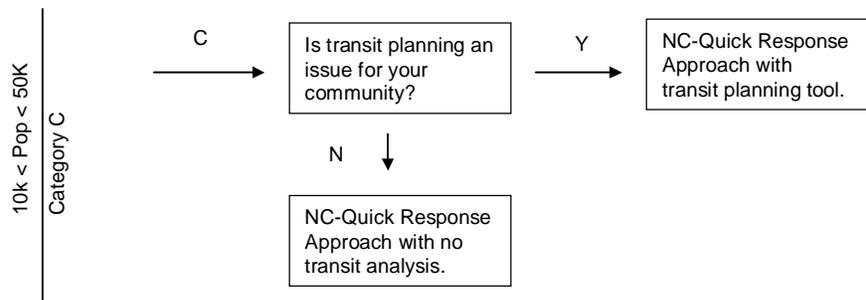 10k < Pop < 50K
Category C
C
Is transit planning an
issue for your
community?
Y
NC-Quick Response
Approach with
transit planning tool.
N
NC-Quick Response
Approach with no
transit analysis.